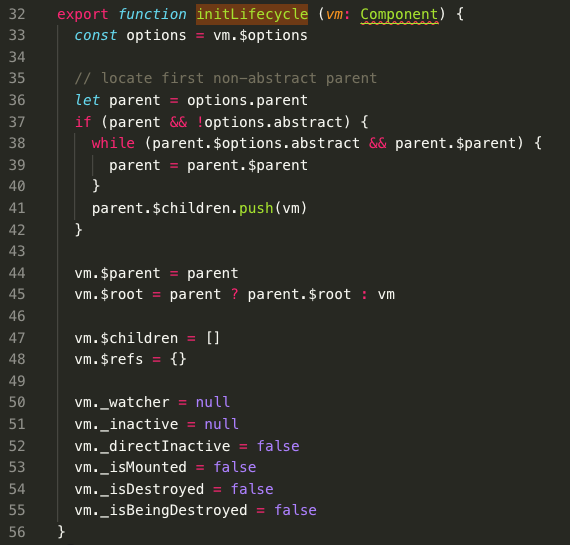 32 export function initLifecycle (vm: Component) {
33   const options = vm.$options
34
35   // locate first non-abstract parent
36   let parent = options.parent
37   if (parent && !options.abstract) {
38     while (parent.$options.abstract && parent.$parent) {
39       parent = parent.$parent
40     }
41     parent.$children.push(vm)
42   }
43
44   vm.$parent = parent
45   vm.$root = parent ? parent.$root : vm
46
47   vm.$children = []
48   vm.$refs = {}
49
50   vm._watcher = null
51   vm._inactive = null
52   vm._directInactive = false
53   vm._isMounted = false
54   vm._isDestroyed = false
55   vm._isBeingDestroyed = false
56 }